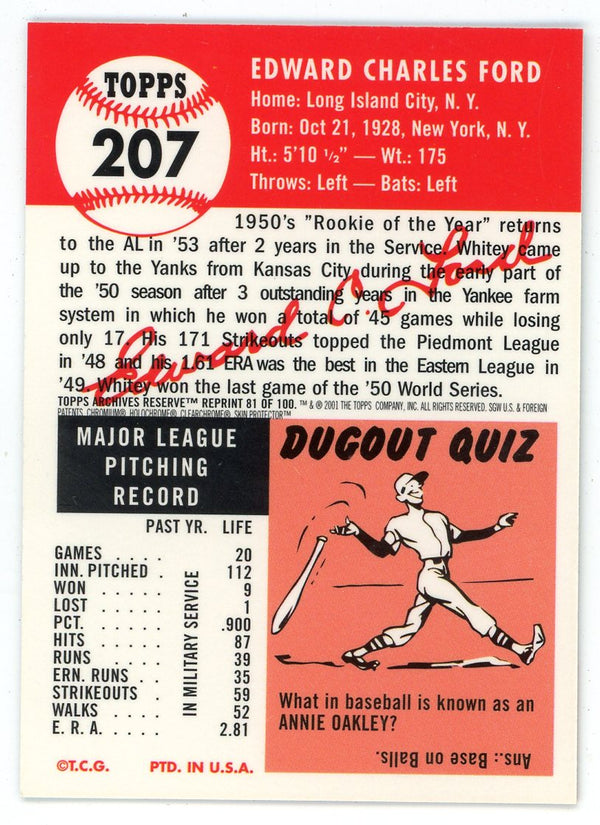 TOPPS
207
EDWARD CHARLES FORD
Home: Long Island City, N. Y.
Born: Oct 21, 1928, New York, N. Y.
Ht.: 5'10 ½" — Wt.: 175
Throws: Left — Bats: Left
1950's "Rookie of the Year" returns
to the AL in '53 after 2 years in the Service. Whitey came
up to the Yanks from Kansas City during the early part of
the '50 season after 3 outstanding years in the Yankee farm
system in which he won a total of 45 games while losing
only 17. His 171 Strikeouts topped the Piedmont League
in '48 and his 1.61 ERA was the best in the Eastern League in
'49. Whitey won the last game of the '50 World Series.
Edward C. Ford
TOPPS ARCHIVES RESERVE™ REPRINT 81 OF 100. ™ & © 2001 THE TOPPS COMPANY, INC. ALL RIGHTS RESERVED. SGW U.S. & FOREIGN
PATENTS. CHROMIUM® HOLOCHROME® CLEARCHROME® SKIN PROTECTOR™
MAJOR LEAGUE
PITCHING
RECORD
PAST YR. LIFE
GAMES . . . . . 20
INN. PITCHED . 112
WON . . . . . 9
LOST . . . . . 1
PCT. . . . . . .900
HITS . . . . . 87
RUNS . . . . . 39
ERN. RUNS . . . 35
STRIKEOUTS . . 59
WALKS . . . . . 52
E. R. A. . . . . 2.81
IN MILITARY SERVICE
©T.C.G. PTD. IN U.S.A.
DUGOUT QUIZ
What in baseball is known as an
ANNIE OAKLEY?
Ans.: Base on Balls.